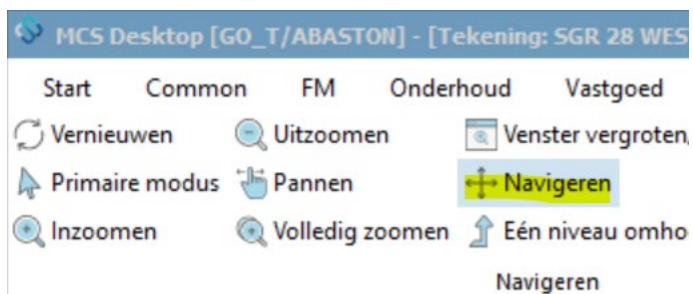 MCS Desktop [GO_T/ABASTON] - [Tekening: SGR 28 WES
Start Common FM Onderhoud Vastgoed
Vernieuwen Uitzoomen Venster vergroten,
Primaire modus Pannen Navigeren
Inzoomen Volledig zoomen Eén niveau omho
Navigeren